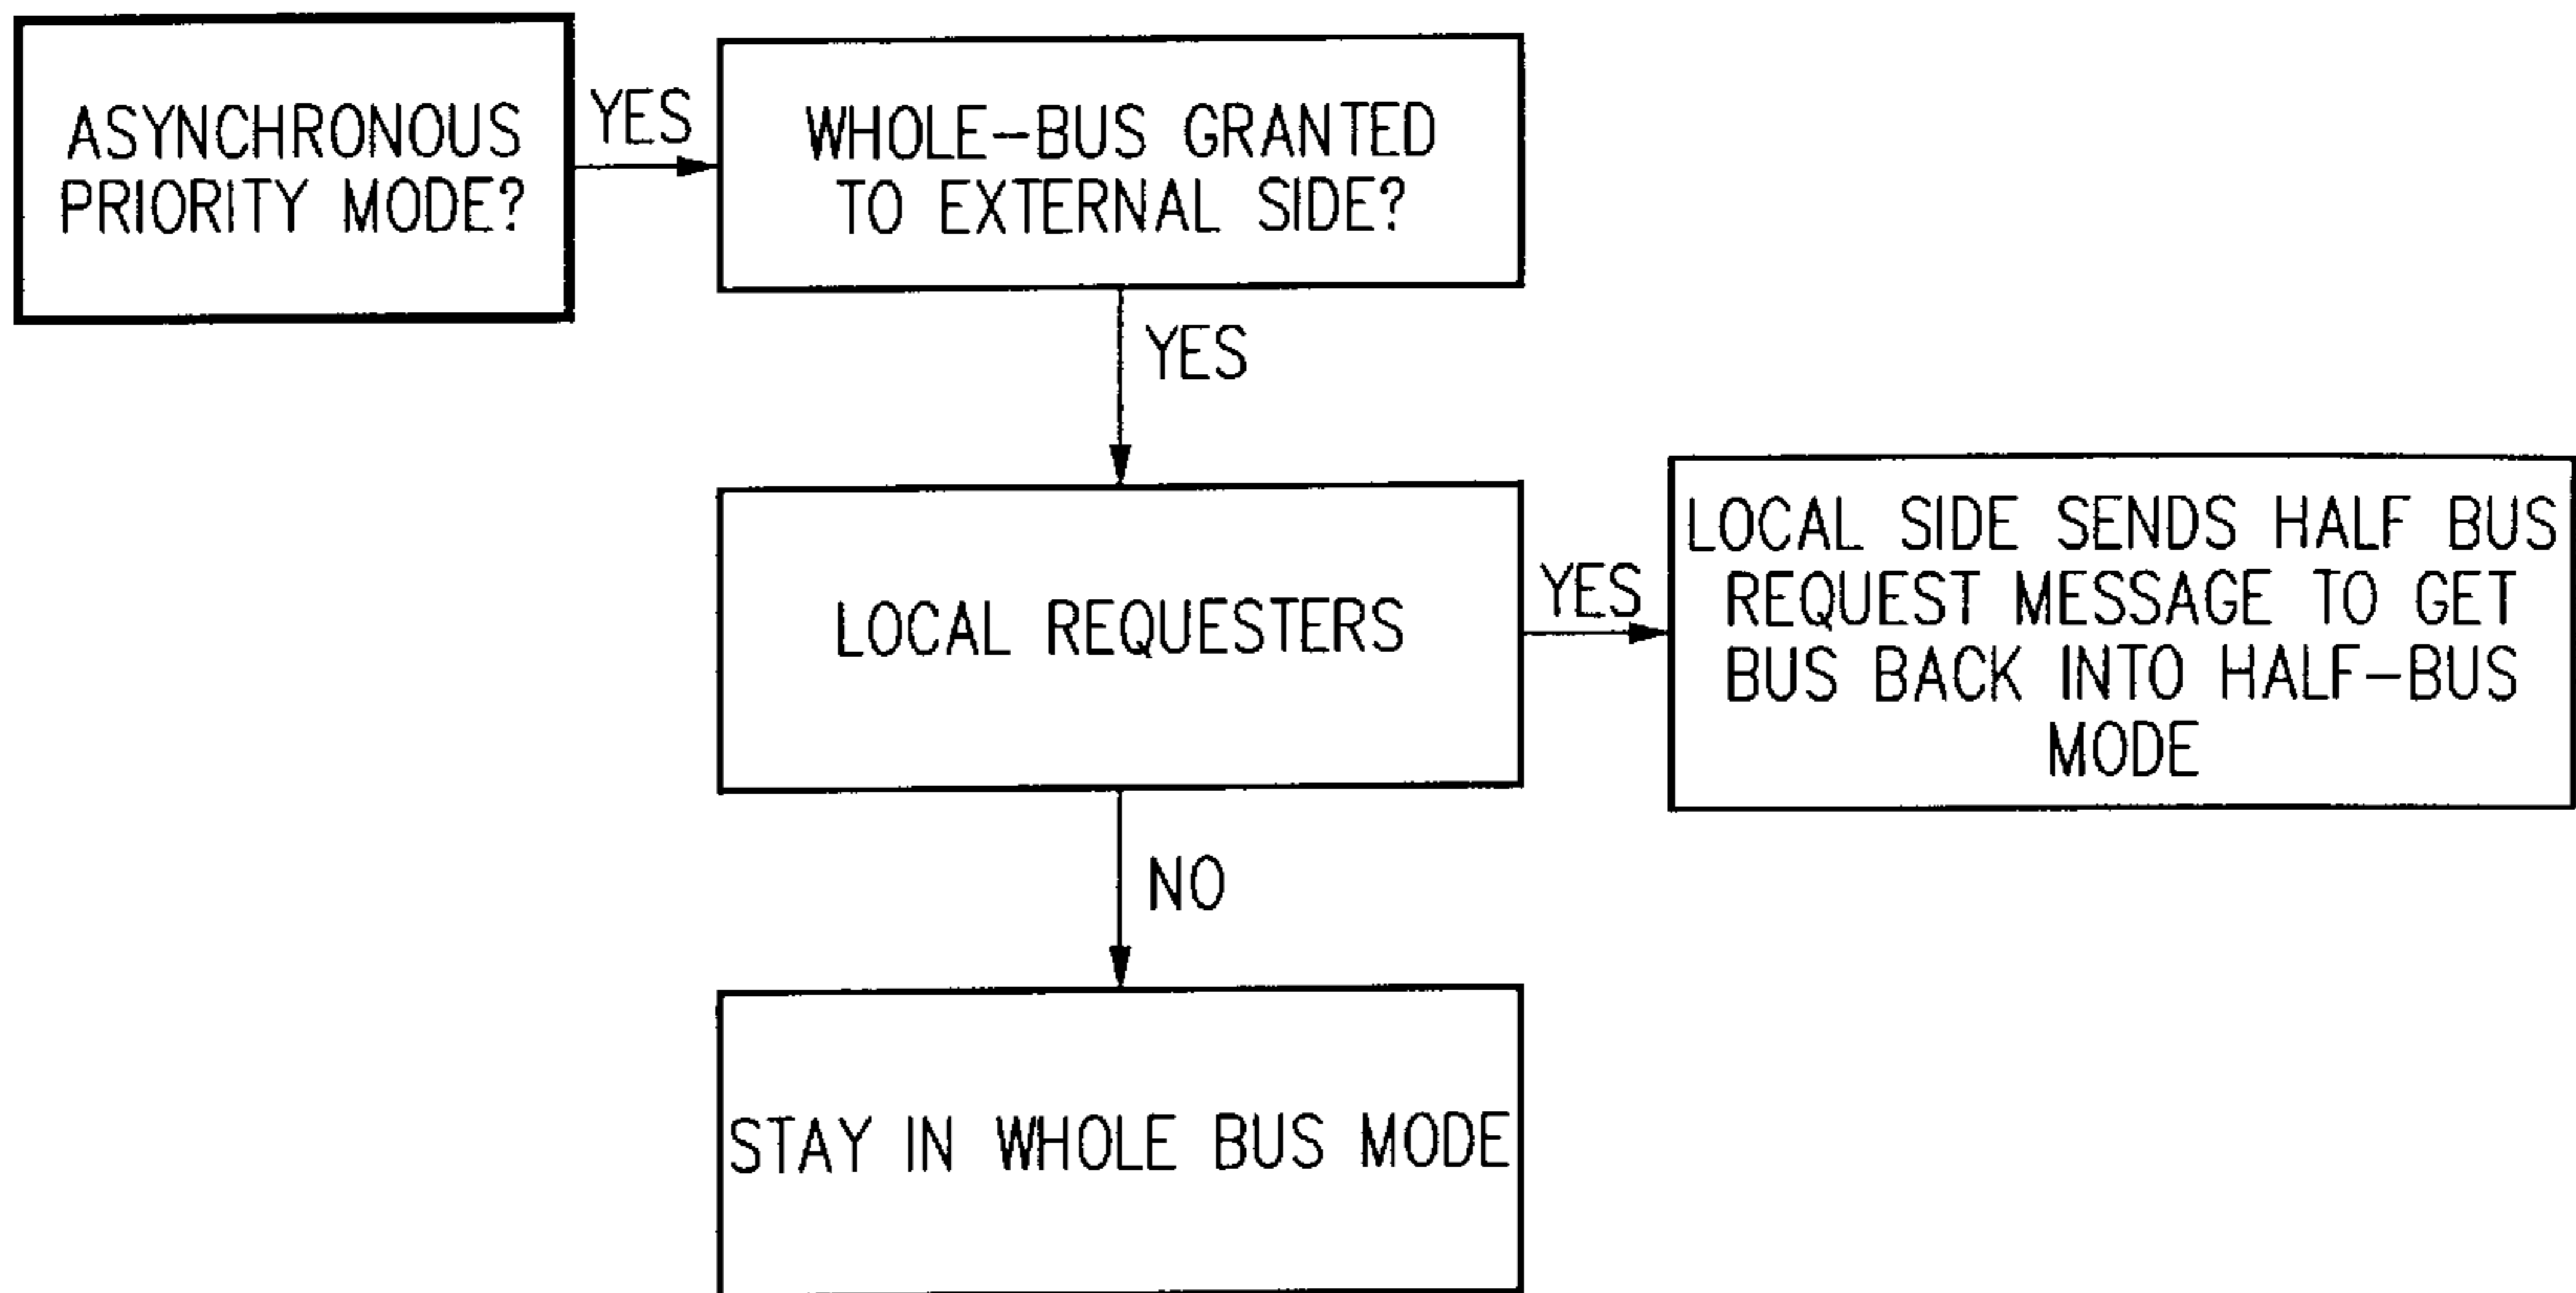 ASYNCHRONOUS
PRIORITY MODE?
YES
WHOLE-BUS GRANTED
TO EXTERNAL SIDE?
YES
LOCAL REQUESTERS
YES
LOCAL SIDE SENDS HALF BUS
REQUEST MESSAGE TO GET
BUS BACK INTO HALF-BUS
MODE
NO
STAY IN WHOLE BUS MODE